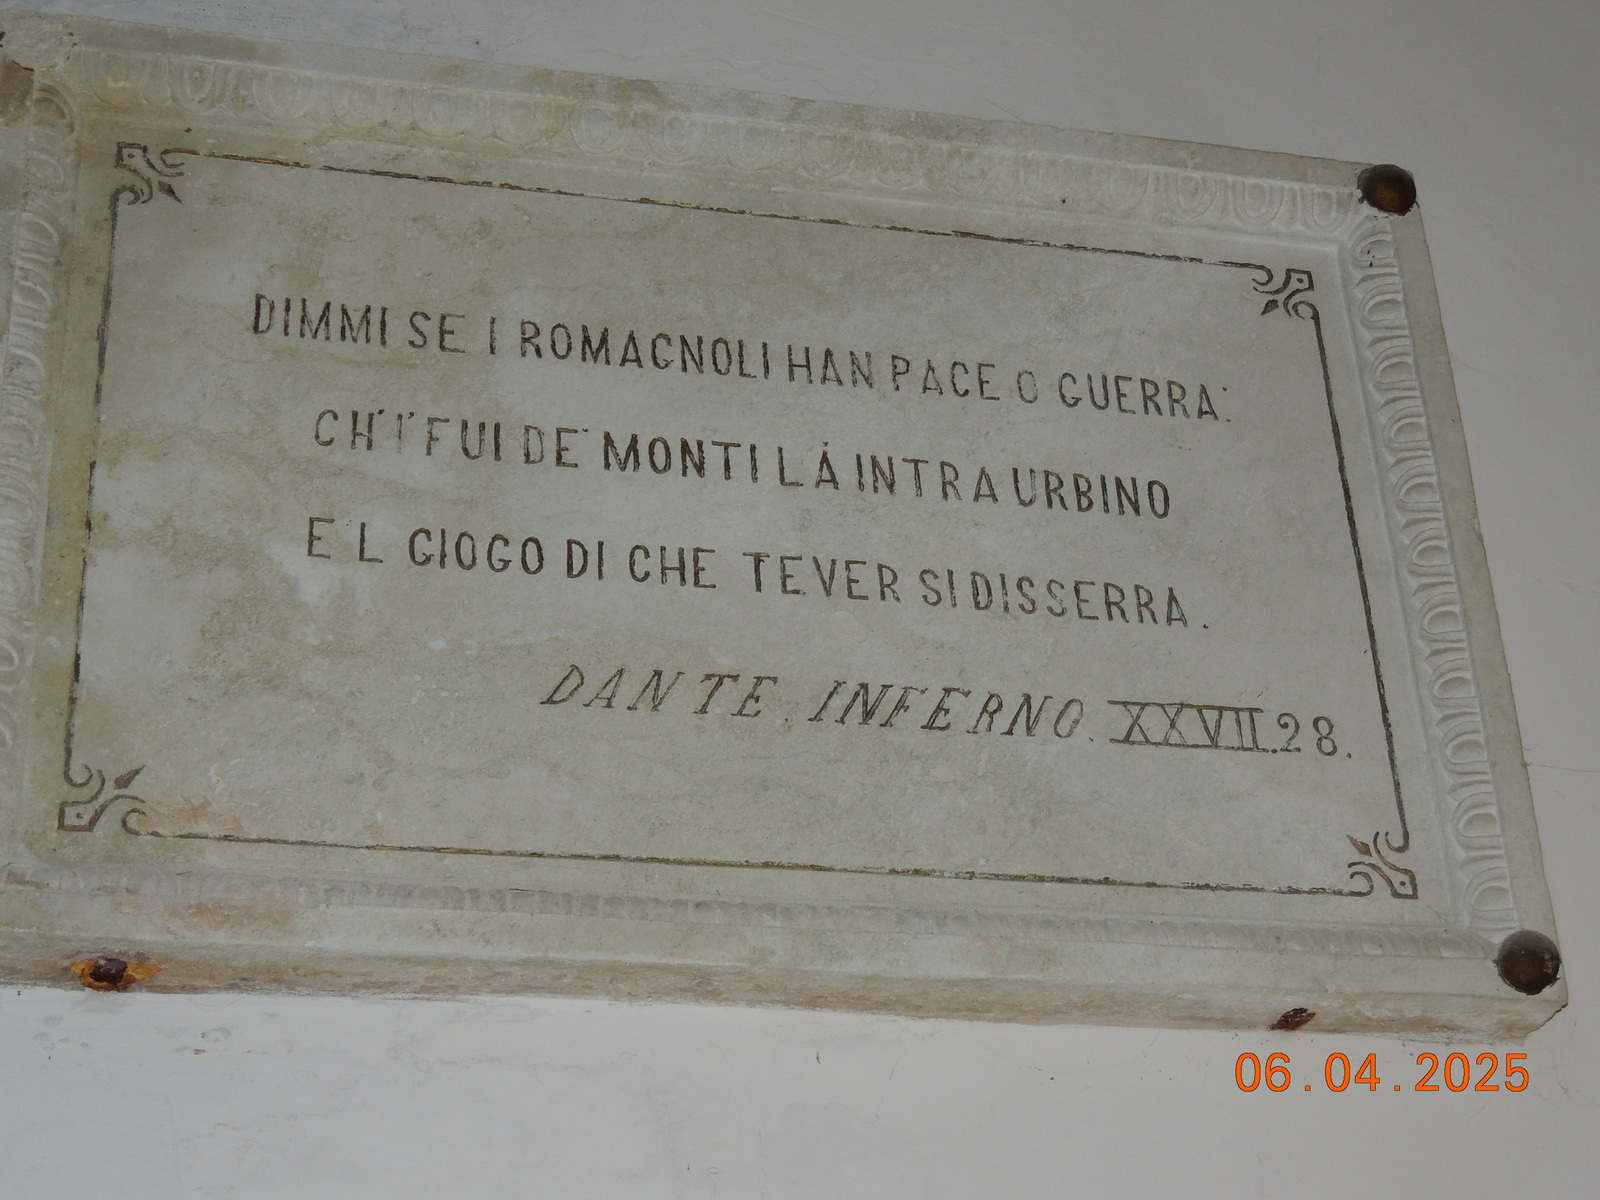 DIMMI SE I ROMAGNOLI HAN PACE O GUERRA:
CH'I' FUI DE' MONTI LÁ INTRA URBINO
E L GIOGO DI CHE TEVER SI DISSERRA.
DANTE. INFERNO. XXVII.28.
06.04.2025